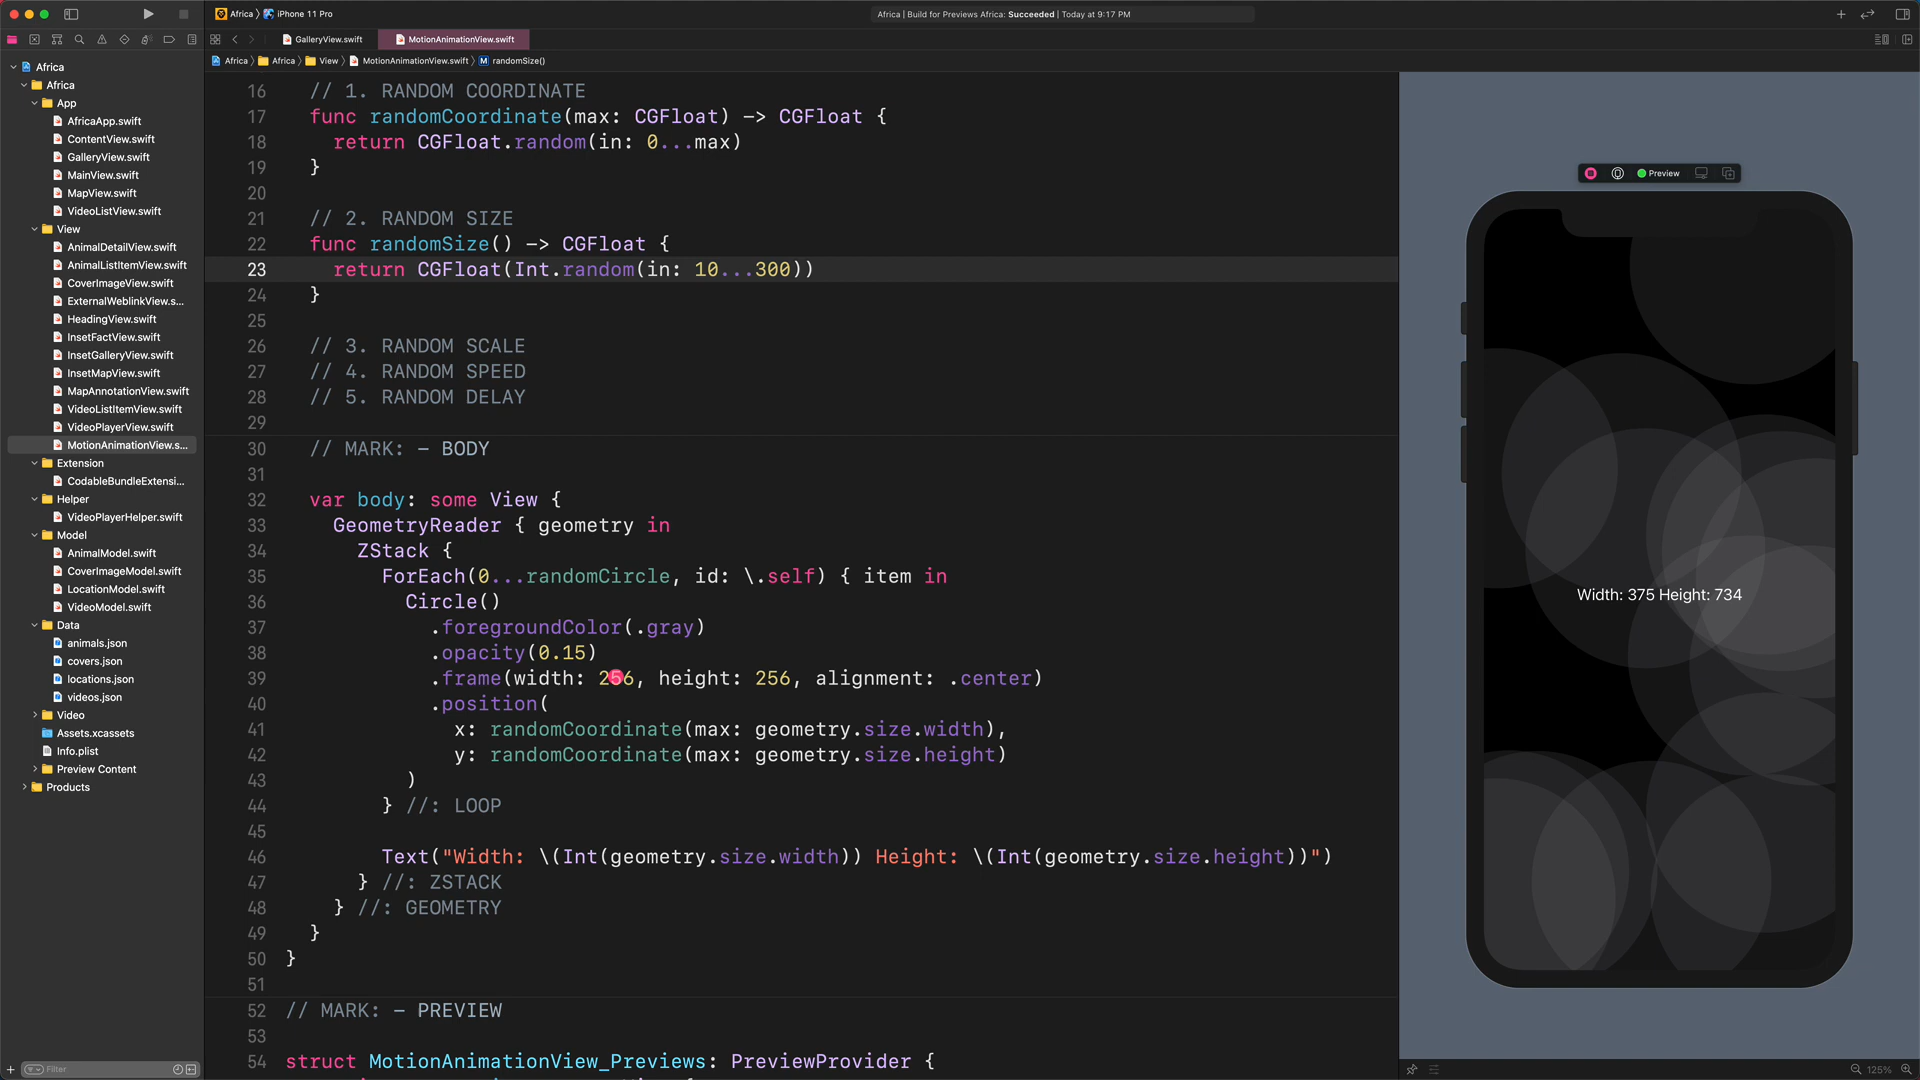 Africa
iPhone 11 Pro
Africa | Build for Previews Africa: Succeeded | Today at 9:17 PM
GalleryView.swift
MotionAnimationView.swift
Africa
Africa
View
MotionAnimationView.swift
M
randomSize()
Africa
Africa
App
AfricaApp.swift
ContentView.swift
GalleryView.swift
MainView.swift
MapView.swift
VideoListView.swift
View
AnimalDetailView.swift
AnimalListItemView.swift
CoverImageView.swift
ExternalWeblinkView.s...
HeadingView.swift
InsetFactView.swift
InsetGalleryView.swift
InsetMapView.swift
MapAnnotationView.swift
VideoListItemView.swift
VideoPlayerView.swift
MotionAnimationView.s...
Extension
CodableBundleExtensi...
Helper
VideoPlayerHelper.swift
Model
AnimalModel.swift
CoverImageModel.swift
LocationModel.swift
VideoModel.swift
Data
animals.json
covers.json
locations.json
videos.json
Video
Assets.xcassets
Info.plist
Preview Content
Products
Filter
16 // 1. RANDOM COORDINATE
17 func randomCoordinate(max: CGFloat) -> CGFloat {
18 return CGFloat.random(in: 0...max)
19 }
20
21 // 2. RANDOM SIZE
22 func randomSize() -> CGFloat {
23 return CGFloat(Int.random(in: 10...300))
24 }
25
26 // 3. RANDOM SCALE
27 // 4. RANDOM SPEED
28 // 5. RANDOM DELAY
29
30 // MARK: - BODY
31
32 var body: some View {
33 GeometryReader { geometry in
34 ZStack {
35 ForEach(0...randomCircle, id: \.self) { item in
36 Circle()
37 .foregroundColor(.gray)
38 .opacity(0.15)
39 .frame(width: 256, height: 256, alignment: .center)
40 .position(
41 x: randomCoordinate(max: geometry.size.width),
42 y: randomCoordinate(max: geometry.size.height)
43 )
44 } //: LOOP
45
46 Text("Width: \(Int(geometry.size.width)) Height: \(Int(geometry.size.height))")
47 } //: ZSTACK
48 } //: GEOMETRY
49 }
50 }
51
52 // MARK: - PREVIEW
53
54 struct MotionAnimationView_Previews: PreviewProvider {
Preview
Width: 375 Height: 734
125%